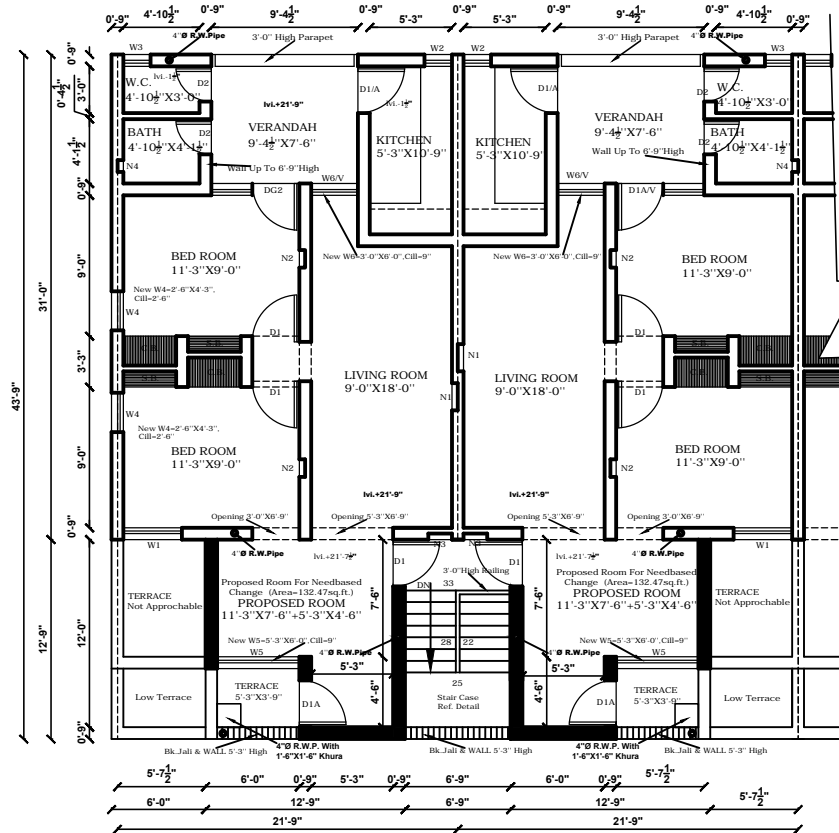 4'-10½" 9'-4½" 5'-3" 5'-3" 9'-4½" 4'-10½"
0'-9" 0'-9" 0'-9" 0'-9" 0'-9"
4"Ø R.W.Pipe 4"Ø R.W.Pipe
3'-0" High Parapet 3'-0" High Parapet
W3 W2 W2 W3
W.C. D2 lvl.-1½" D1/A D1/A D2 W.C.
4'-10½"X3'-0" lvl.+21'-9" lvl.-1½" 4'-10½"X3'-0"
VERANDAH VERANDAH
9'-4½"X7'-6" 9'-4½"X7'-6"
BATH D2 KITCHEN KITCHEN D2 BATH
4'-10½"X4'-1½" 5'-3"X10'-9" 5'-3"X10'-9" 4'-10½"X4'-1½"
Wall Up To 6'-9"High Wall Up To 6'-9"High
N4 N4
W6/V W6/V
DG2 D1A/V
BED ROOM BED ROOM
11'-3"X9'-0" 11'-3"X9'-0"
N2 N2
New W6=3'-0"X6'-0",Cill=9" New W6=3'-0"X6'-0",Cill=9"
New W4=2'-6"X4'-3",
Cill=2'-6"
W4
D1 D1
C.B. S.B. S.B.
S.B. C.B. C.B. S.B.
N1
LIVING ROOM LIVING ROOM
9'-0"X18'-0" 9'-0"X18'-0"
N1
D1 D1
W4
New W4=2'-6"X4'-3",
Cill=2'-6"
BED ROOM BED ROOM
11'-3"X9'-0" 11'-3"X9'-0"
N2 N2
lvl.+21'-9" lvl.+21'-9"
Opening 3'-0"X6'-9" Opening 5'-3"X6'-9" Opening 5'-3"X6'-9" Opening 3'-0"X6'-9"
W1 N3 N3 W1
4"Ø R.W.Pipe lvl.+21'-7½" lvl.+21'-7½" 4"Ø R.W.Pipe
D1 D1
3'-0"High Railing
DN 33
TERRACE TERRACE
Not Approchable Not Approchable
Proposed Room For Needbased Proposed Room For Needbased
Change (Area=132.47sq.ft.) Change (Area=132.47sq.ft.)
PROPOSED ROOM PROPOSED ROOM
11'-3"X7'-6"+5'-3"X4'-6" 11'-3"X7'-6"+5'-3"X4'-6"
7'-6" 7'-6"
New W5=5'-3"X6'-0",Cill=9" New W5=5'-3"X6'-0",Cill=9"
28 22
4"Ø R.W.Pipe 4"Ø R.W.Pipe
W5 W5
5'-3" 5'-3"
25
Stair Case
Ref. Detail
Low Terrace Low Terrace
TERRACE TERRACE
5'-3"X3'-9" 5'-3"X3'-9"
D1A D1A
4'-6" 4'-6"
4"Ø R.W.P. With 4"Ø R.W.P. With
1'-6"X1'-6" Khura 1'-6"X1'-6" Khura
Bk.Jali & WALL 5'-3" High Bk.Jali & WALL 5'-3" High Bk.Jali & WALL 5'-3" High
0'-9"
0'-4½"
3'-0"
4'-1½"
0'-9"
9'-0"
3'-3"
9'-0"
0'-9"
12'-0"
0'-9"
31'-0"
12'-9"
43'-9"
5'-7½" 6'-0" 0'-9" 5'-3" 0'-9" 6'-9" 0'-9" 5'-3" 0'-9" 6'-0" 5'-7½"
6'-0" 12'-9" 6'-9" 12'-9" 5'-7½"
21'-9" 21'-9"